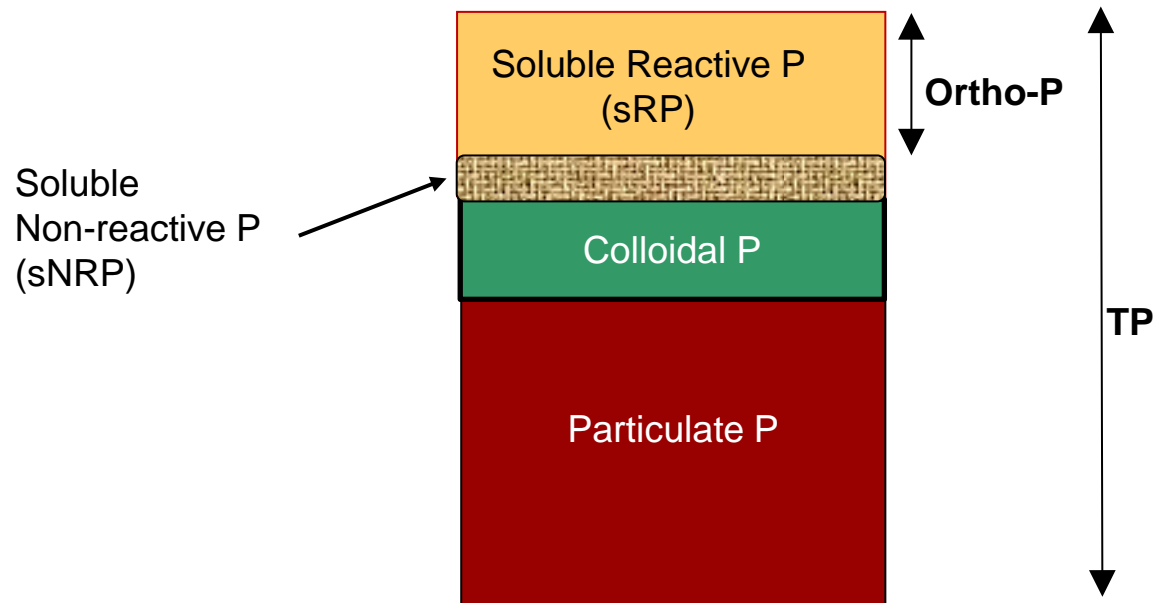 Soluble Reactive P
(sRP)
Ortho-P
Soluble
Non-reactive P
(sNRP)
Colloidal P
TP
Particulate P